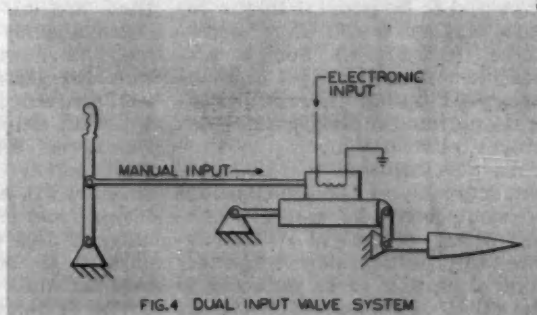 ELECTRONIC
INPUT
MANUAL INPUT
FIG.4 DUAL INPUT VALVE SYSTEM